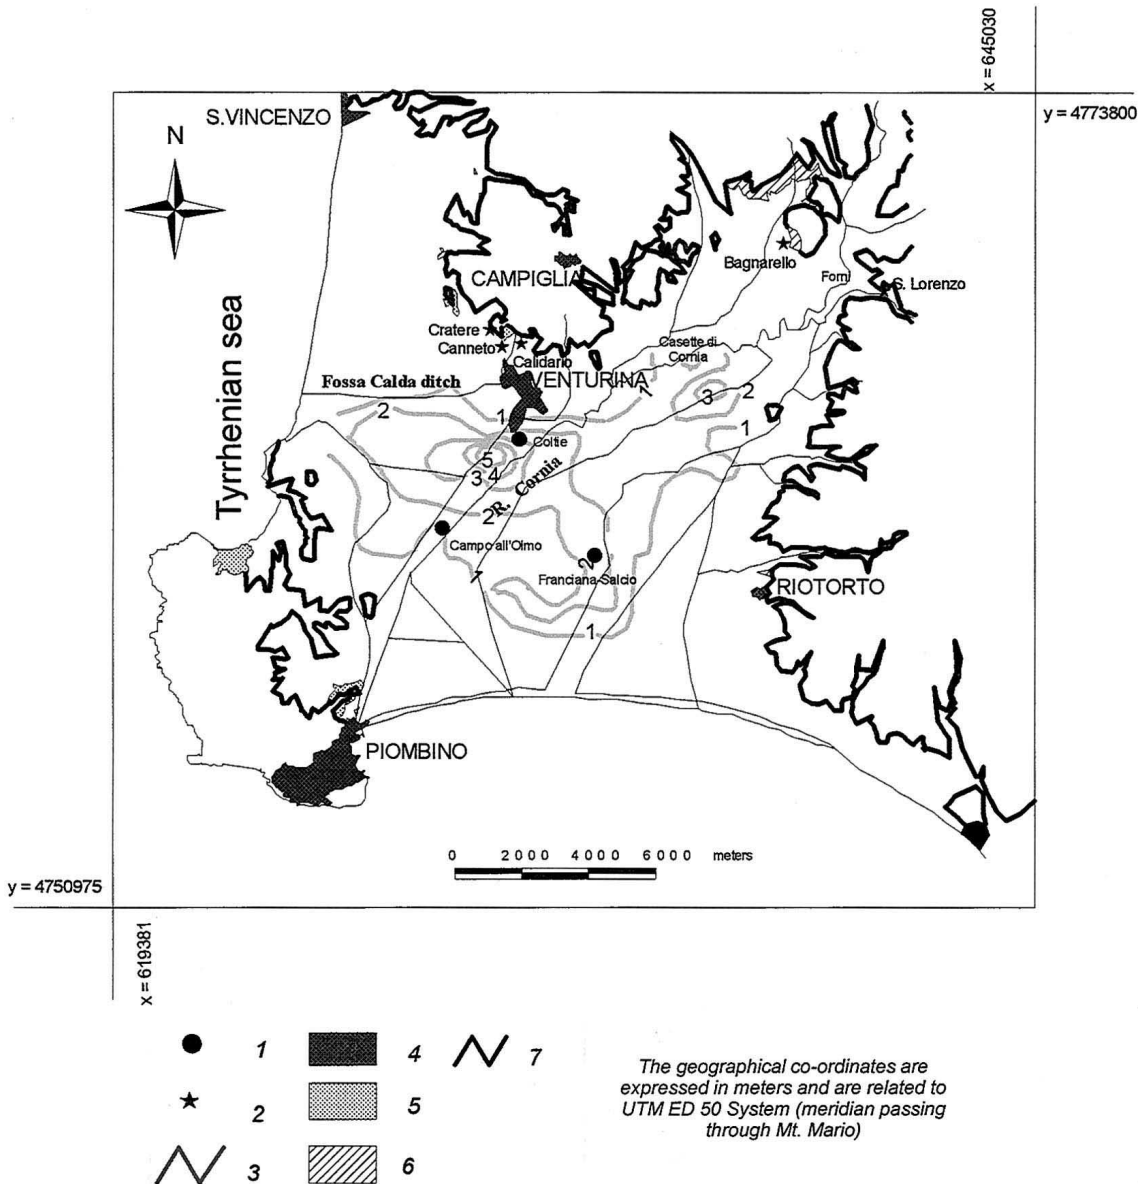 x = 645030
y = 4773800
S.VINCENZO
N
Bagnarello
Forni
S. Lorenzo
CAMPIGLIA
Tyrrhenian sea
Cratere
Canneto
Calidario
Casette di
Cornia
Fossa Calda ditch
VENTURINA
1
3
2
2
1
1
Coltie
5
3
4
R. Cornia
2
Campo all'Olmo
2
1
Franciana-Salcio
RIOTORTO
1
PIOMBINO
0 2000 4000 6000 meters
y = 4750975
x = 619381
1
4
7
2
5
3
6
The geographical co-ordinates are
expressed in meters and are related to
UTM ED 50 System (meridian passing
through Mt. Mario)